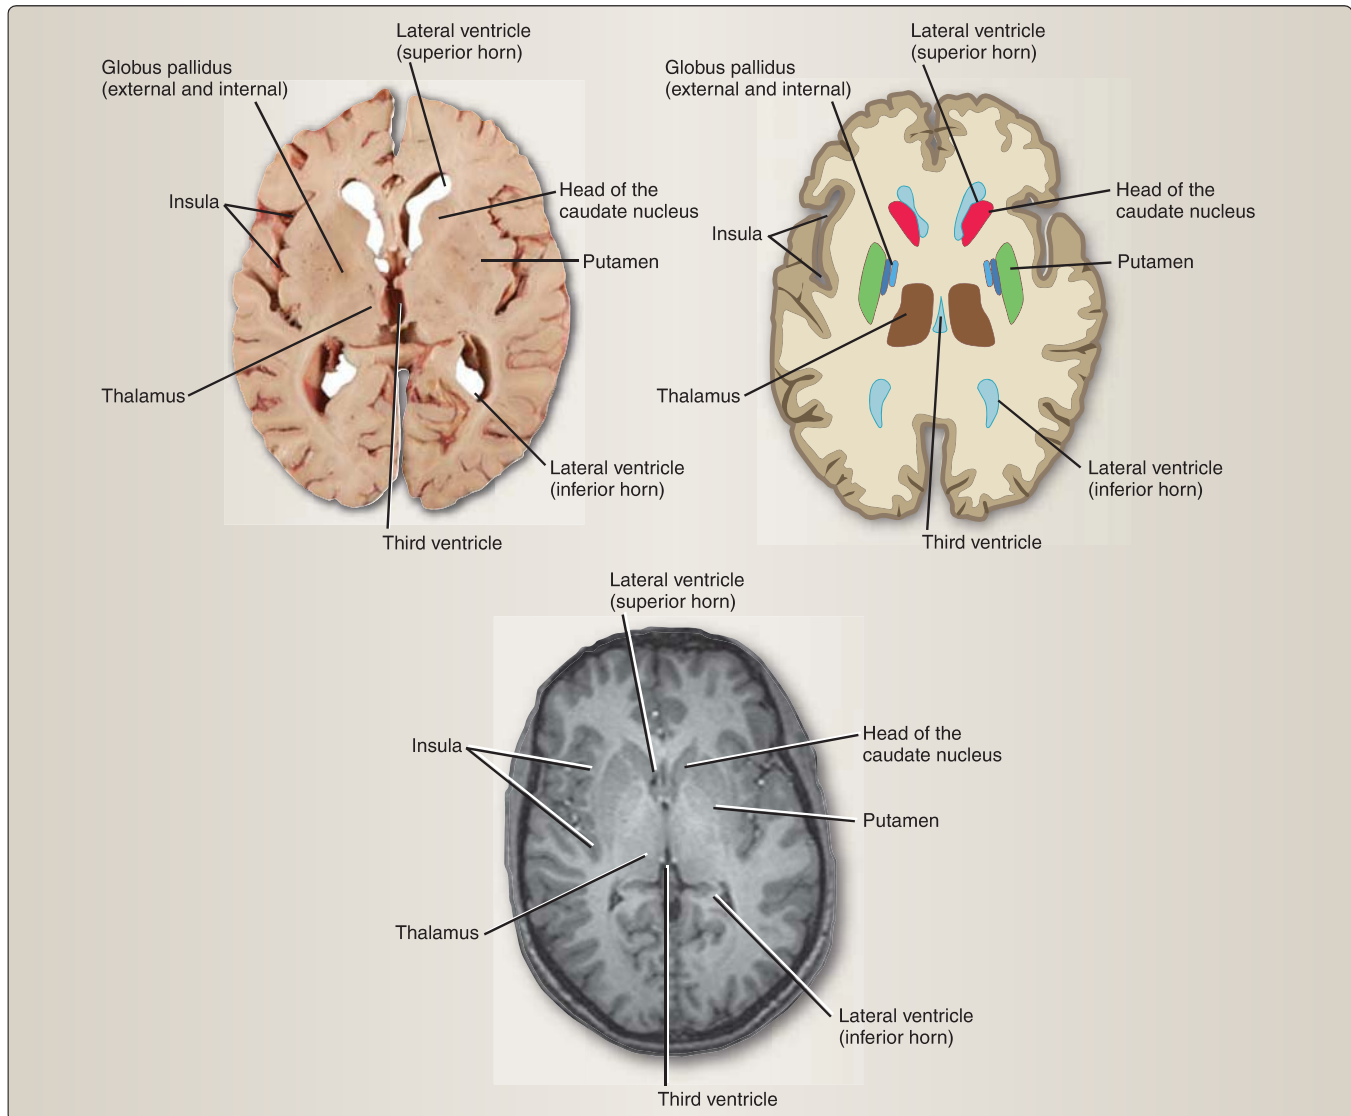 Lateral ventricle
(superior horn)
Globus pallidus
(external and internal)
Insula
Head of the
caudate nucleus
Putamen
Thalamus
Lateral ventricle
(inferior horn)
Third ventricle
Lateral ventricle
(superior horn)
Globus pallidus
(external and internal)
Insula
Head of the
caudate nucleus
Putamen
Thalamus
Lateral ventricle
(inferior horn)
Third ventricle
Lateral ventricle
(superior horn)
Insula
Head of the
caudate nucleus
Putamen
Thalamus
Lateral ventricle
(inferior horn)
Third ventricle